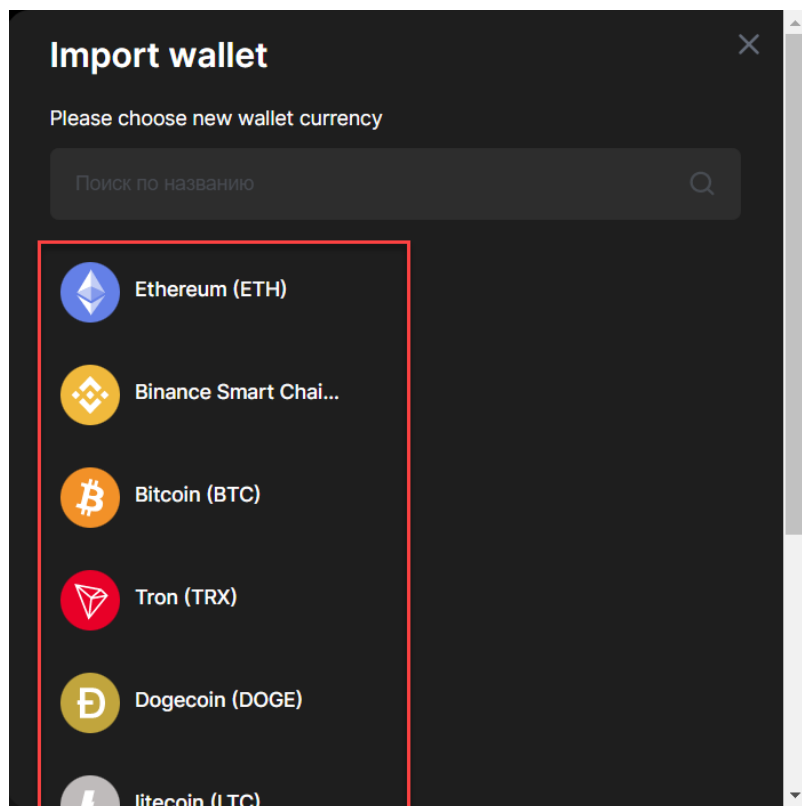 Import wallet
Please choose new wallet currency
Поиск по названию
Ethereum (ETH)
Binance Smart Chai...
Bitcoin (BTC)
Tron (TRX)
Dogecoin (DOGE)
litecoin (LTC)